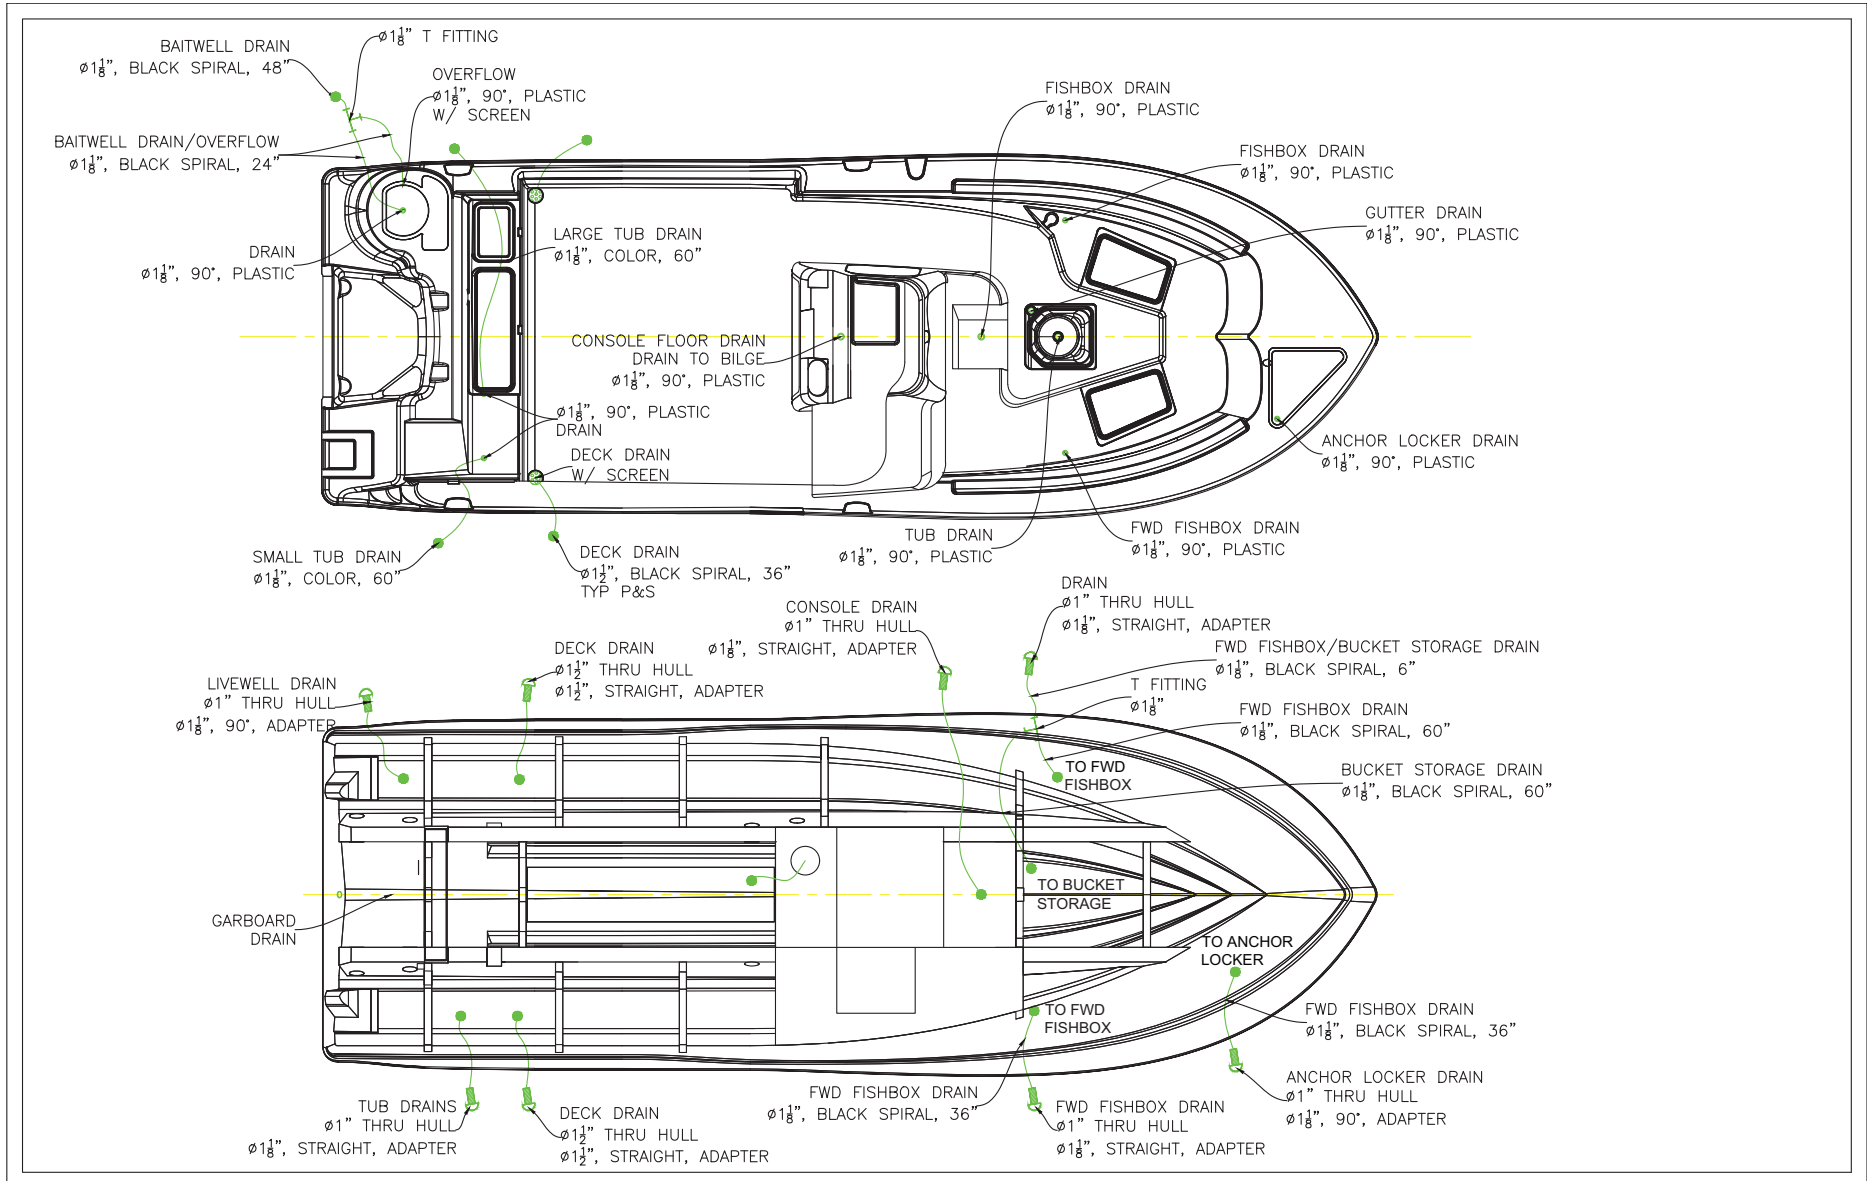 BAITWELL DRAIN
ø1⅛”, BLACK SPIRAL, 48”
ø1⅛” T FITTING
OVERFLOW
ø1⅛”, 90°, PLASTIC
W/ SCREEN
BAITWELL DRAIN/OVERFLOW
ø1⅛”, BLACK SPIRAL, 24”
DRAIN
ø1⅛”, 90°, PLASTIC
LARGE TUB DRAIN
ø1⅛”, COLOR, 60”
FISHBOX DRAIN
ø1⅛”, 90°, PLASTIC
FISHBOX DRAIN
ø1⅛”, 90°, PLASTIC
GUTTER DRAIN
ø1⅛”, 90°, PLASTIC
CONSOLE FLOOR DRAIN
DRAIN TO BILGE
ø1⅛”, 90°, PLASTIC
ø1⅛”, 90°, PLASTIC
DRAIN
DECK DRAIN
W/ SCREEN
ANCHOR LOCKER DRAIN
ø1⅛”, 90°, PLASTIC
SMALL TUB DRAIN
ø1⅛”, COLOR, 60”
DECK DRAIN
ø1½”, BLACK SPIRAL, 36”
TYP P&S
TUB DRAIN
ø1⅛”, 90°, PLASTIC
FWD FISHBOX DRAIN
ø1⅛”, 90°, PLASTIC
CONSOLE DRAIN
ø1” THRU HULL
ø1⅛”, STRAIGHT, ADAPTER
DRAIN
ø1” THRU HULL
ø1⅛”, STRAIGHT, ADAPTER
FWD FISHBOX/BUCKET STORAGE DRAIN
ø1⅛”, BLACK SPIRAL, 6”
T FITTING
ø1⅛”
FWD FISHBOX DRAIN
ø1⅛”, BLACK SPIRAL, 60”
LIVEWELL DRAIN
ø1” THRU HULL
ø1⅛”, 90°, ADAPTER
DECK DRAIN
ø1½” THRU HULL
ø1½”, STRAIGHT, ADAPTER
TO FWD
FISHBOX
BUCKET STORAGE DRAIN
ø1⅛”, BLACK SPIRAL, 60”
TO BUCKET
STORAGE
GARBOARD
DRAIN
TO ANCHOR
LOCKER
TO FWD
FISHBOX
FWD FISHBOX DRAIN
ø1⅛”, BLACK SPIRAL, 36”
TUB DRAINS
ø1” THRU HULL
ø1⅛”, STRAIGHT, ADAPTER
DECK DRAIN
ø1½” THRU HULL
ø1½”, STRAIGHT, ADAPTER
FWD FISHBOX DRAIN
ø1⅛”, BLACK SPIRAL, 36”
FWD FISHBOX DRAIN
ø1” THRU HULL
ø1⅛”, STRAIGHT, ADAPTER
ANCHOR LOCKER DRAIN
ø1” THRU HULL
ø1⅛”, 90°, ADAPTER